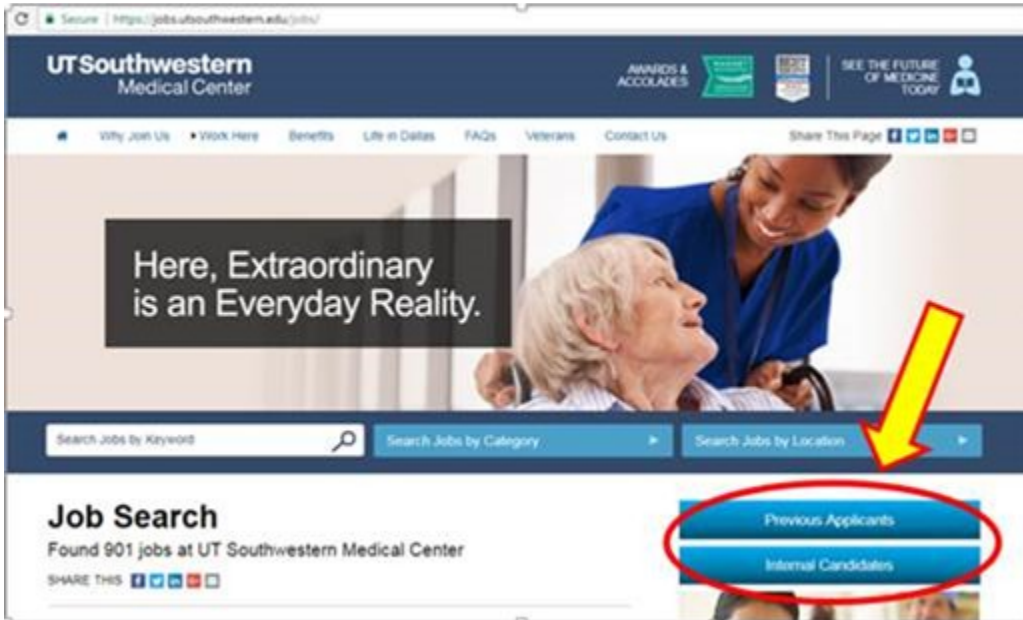 Secure | https://jobs.utsouthwestern.edu/jobs/
UTSouthwestern
Medical Center
AWARDS &
ACCOLADES
SEE THE FUTURE
OF MEDICINE
TODAY
Why Join Us
Work Here
Benefits
Life in Dallas
FAQs
Veterans
Contact Us
Share This Page
Here, Extraordinary
is an Everyday Reality.
Search Jobs by Keyword
Search Jobs by Category
Search Jobs by Location
Job Search
Found 901 jobs at UT Southwestern Medical Center
SHARE THIS
Previous Applicants
Internal Candidates